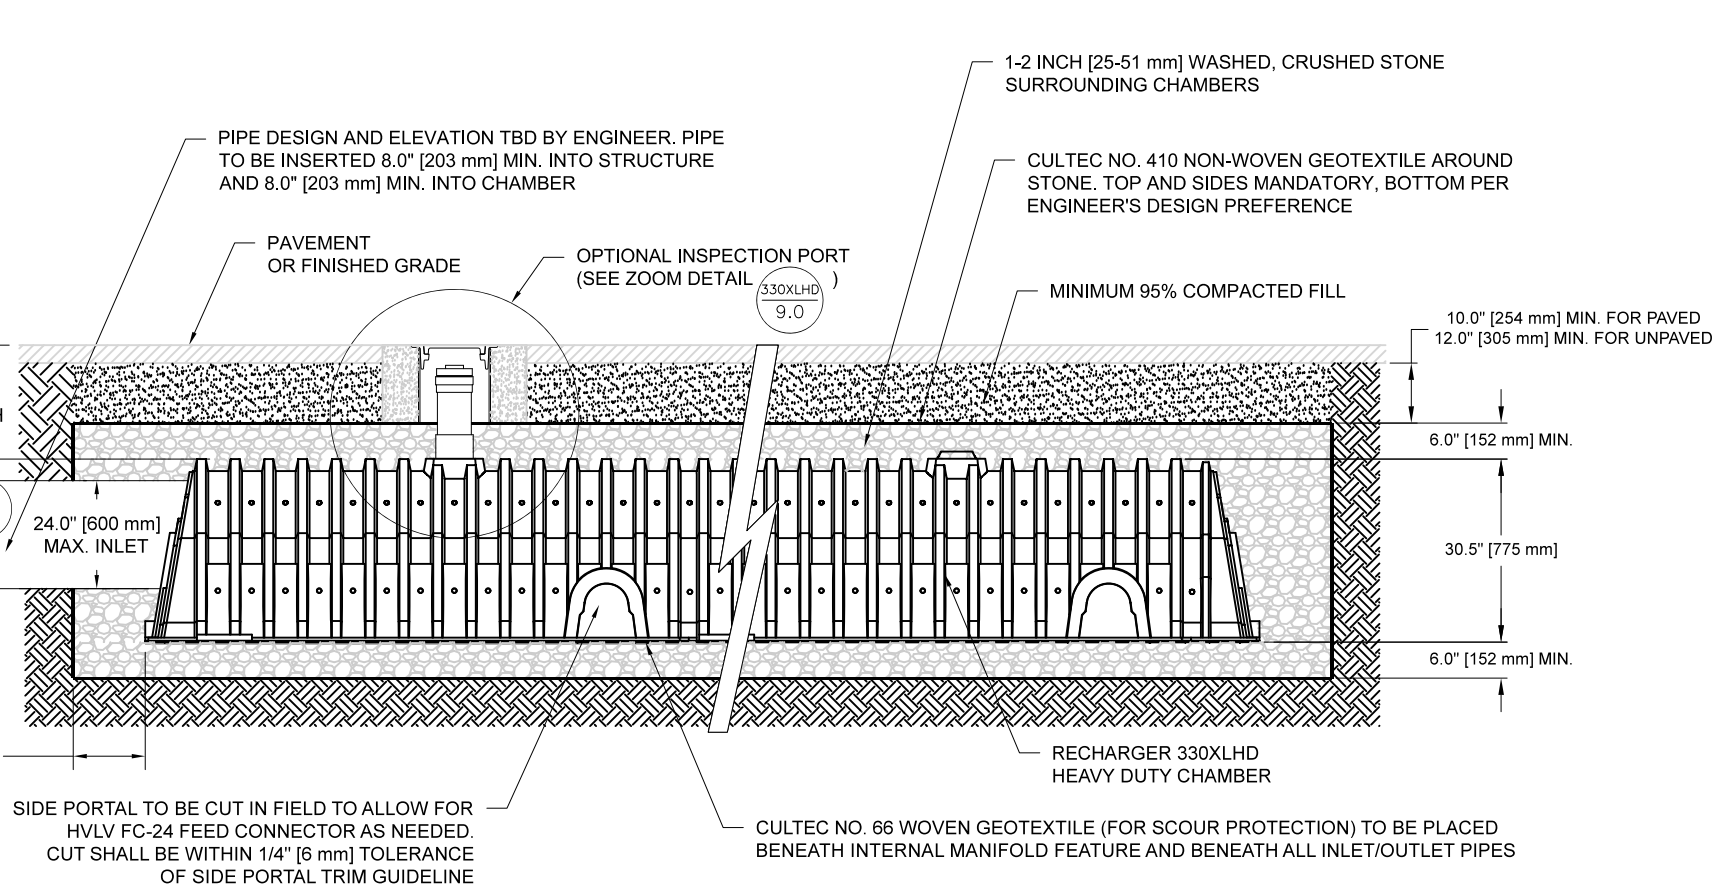 1-2 INCH [25-51 mm] WASHED, CRUSHED STONE
SURROUNDING CHAMBERS
PIPE DESIGN AND ELEVATION TBD BY ENGINEER. PIPE
TO BE INSERTED 8.0" [203 mm] MIN. INTO STRUCTURE
AND 8.0" [203 mm] MIN. INTO CHAMBER
CULTEC NO. 410 NON-WOVEN GEOTEXTILE AROUND
STONE. TOP AND SIDES MANDATORY, BOTTOM PER
ENGINEER'S DESIGN PREFERENCE
PAVEMENT
OR FINISHED GRADE
OPTIONAL INSPECTION PORT
(SEE ZOOM DETAIL 330XLHD )
9.0
MINIMUM 95% COMPACTED FILL
10.0" [254 mm] MIN. FOR PAVED
12.0" [305 mm] MIN. FOR UNPAVED
H
6.0" [152 mm] MIN.
24.0" [600 mm]
MAX. INLET
30.5" [775 mm]
6.0" [152 mm] MIN.
RECHARGER 330XLHD
HEAVY DUTY CHAMBER
SIDE PORTAL TO BE CUT IN FIELD TO ALLOW FOR
HVLV FC-24 FEED CONNECTOR AS NEEDED.
CUT SHALL BE WITHIN 1/4" [6 mm] TOLERANCE
OF SIDE PORTAL TRIM GUIDELINE
CULTEC NO. 66 WOVEN GEOTEXTILE (FOR SCOUR PROTECTION) TO BE PLACED
BENEATH INTERNAL MANIFOLD FEATURE AND BENEATH ALL INLET/OUTLET PIPES